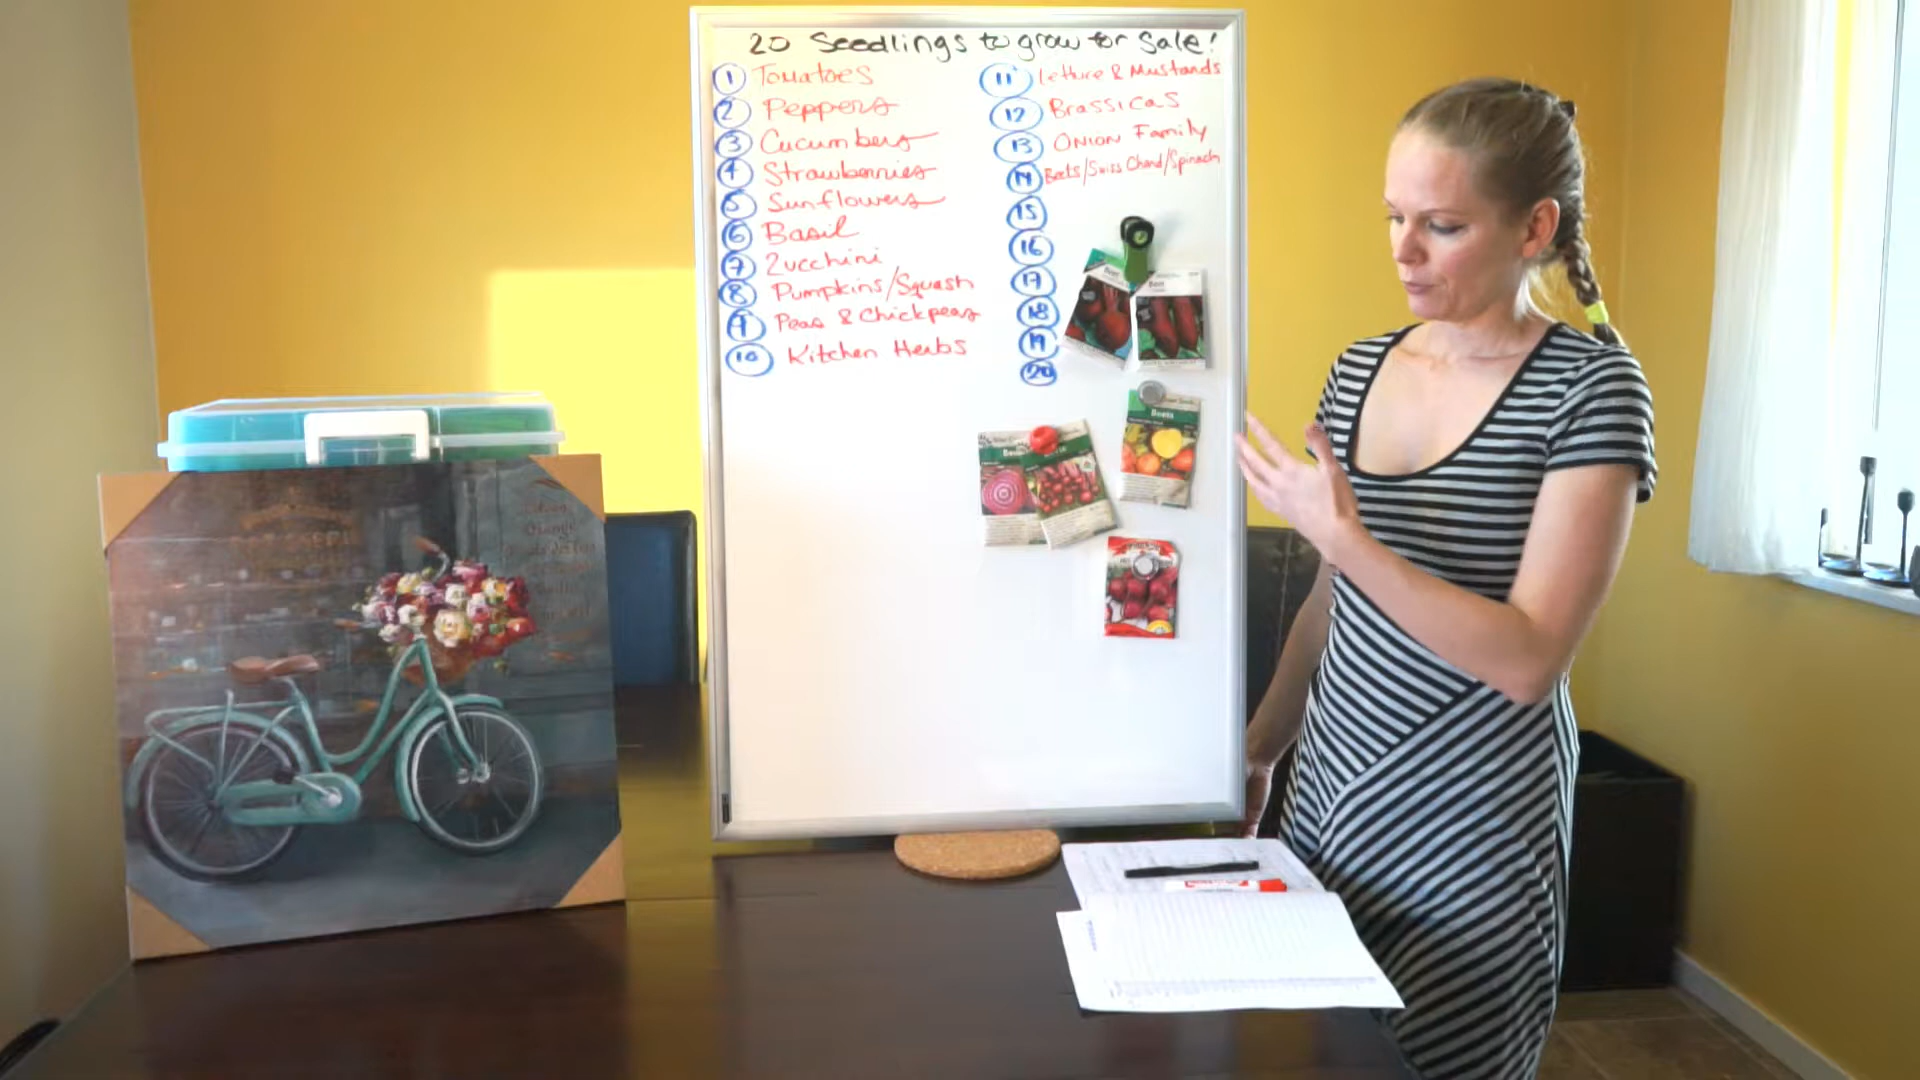 20 Seedlings to grow for Sale!
1 Tomatoes
2 Peppers
3 Cucumbers
4 Strawberries
5 Sunflowers
6 Basil
7 Zucchini
8 Pumpkins/Squash
9 Peas & Chickpeas
10 Kitchen Herbs
11 Lettuce & Mustards
12 Brassicas
13 Onion Family
14 Beets/Swiss Chard/Spinach
15
16
17
18
19
20
Beet
Beet
Beets